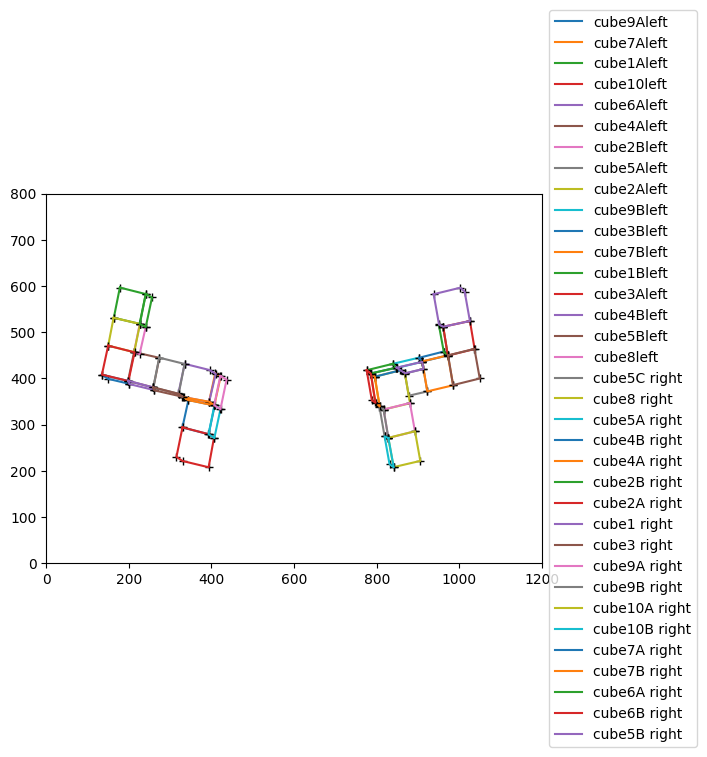 cube9Aleft
cube7Aleft
cube1Aleft
cube10left
cube6Aleft
cube4Aleft
cube2Bleft
cube5Aleft
cube2Aleft
cube9Bleft
cube3Bleft
cube7Bleft
cube1Bleft
cube3Aleft
cube4Bleft
cube5Bleft
cube8left
cube5C right
cube8 right
cube5A right
cube4B right
cube4A right
cube2B right
cube2A right
cube1 right
cube3 right
cube9A right
cube9B right
cube10A right
cube10B right
cube7A right
cube7B right
cube6A right
cube6B right
cube5B right
800
700
600
500
400
300
200
100
0
0 200 400 600 800 1000 1200